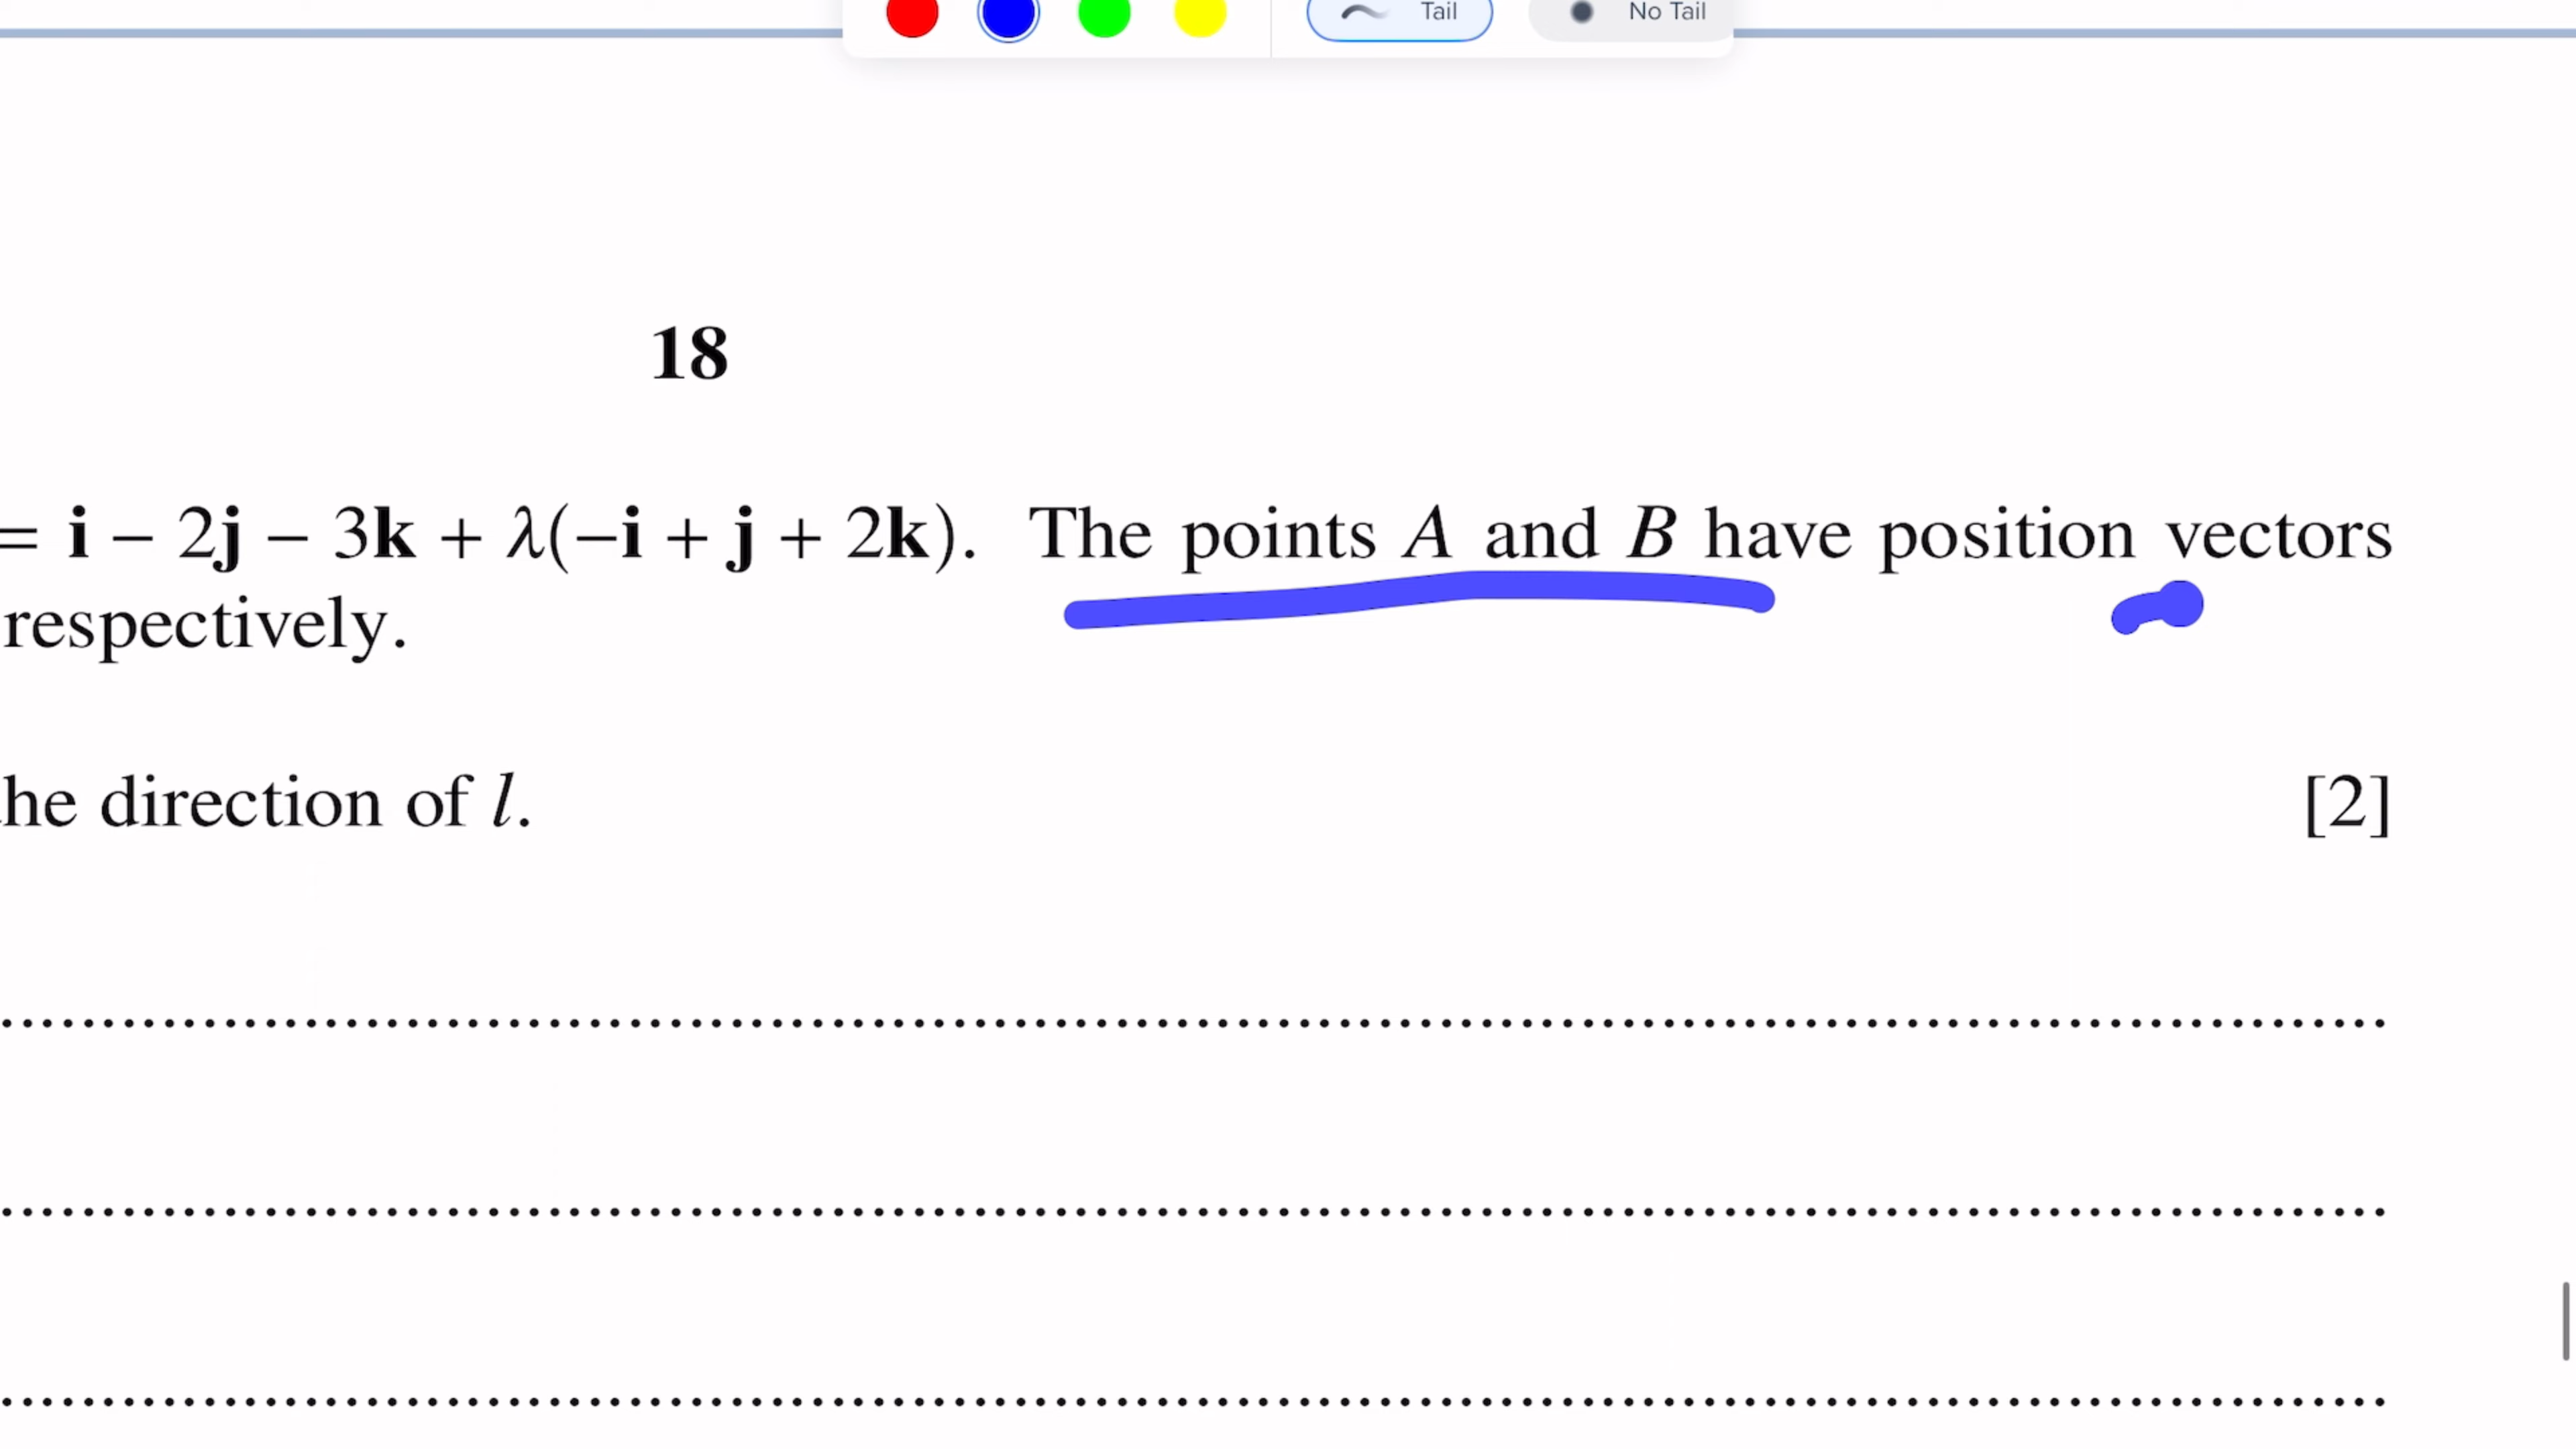 Tail No Tail
18
= i − 2j − 3k + λ(−i + j + 2k). The points A and B have position vectors
respectively.
he direction of l. [2]